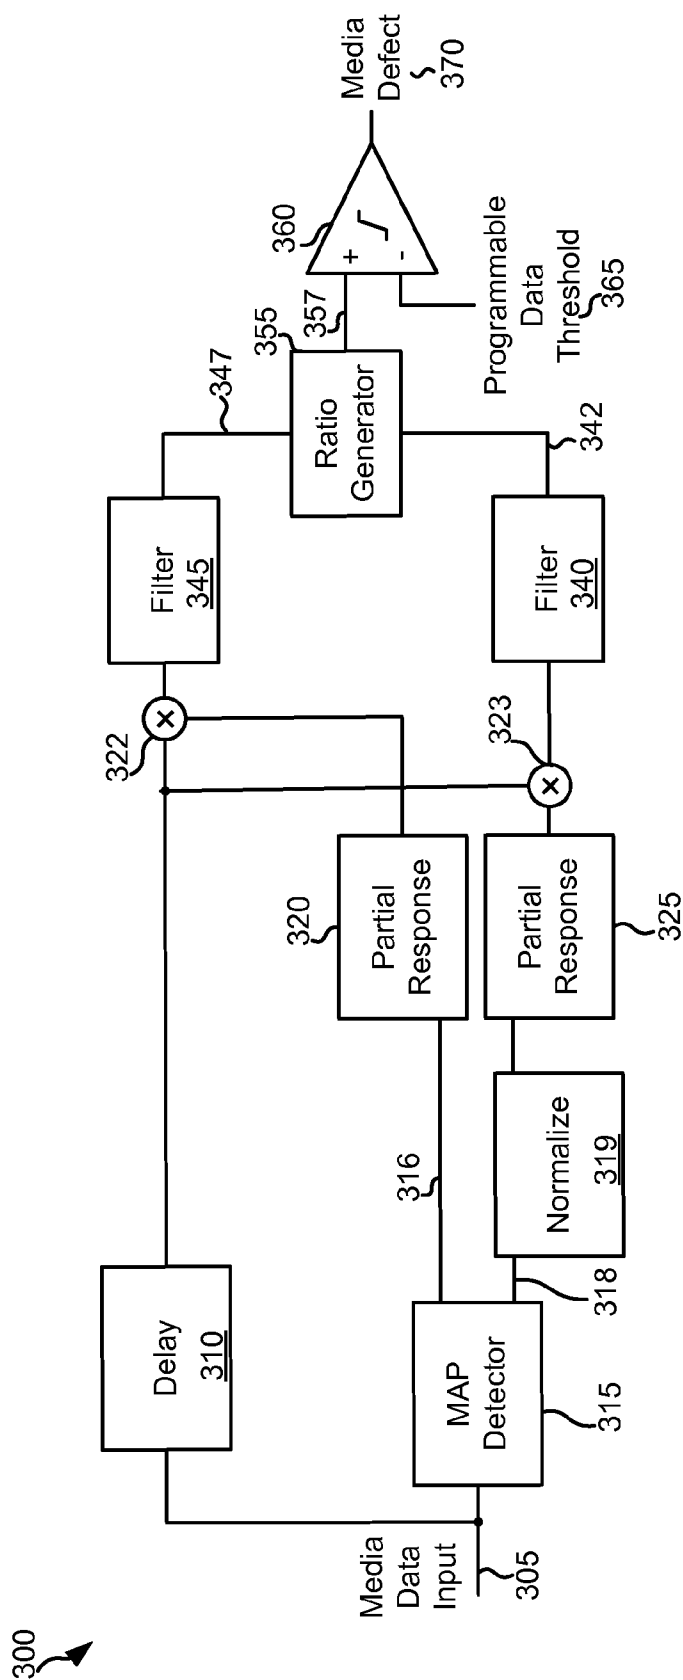 300
Media
Data
Input
305
Delay
310
MAP
Detector
315
316
318
Normalize
319
320
Partial
Response
Partial
Response
325
322
323
Filter
345
Filter
340
347
342
Ratio
Generator
355
357
360
+
-
Programmable
Data
Threshold
365
Media
Defect
370